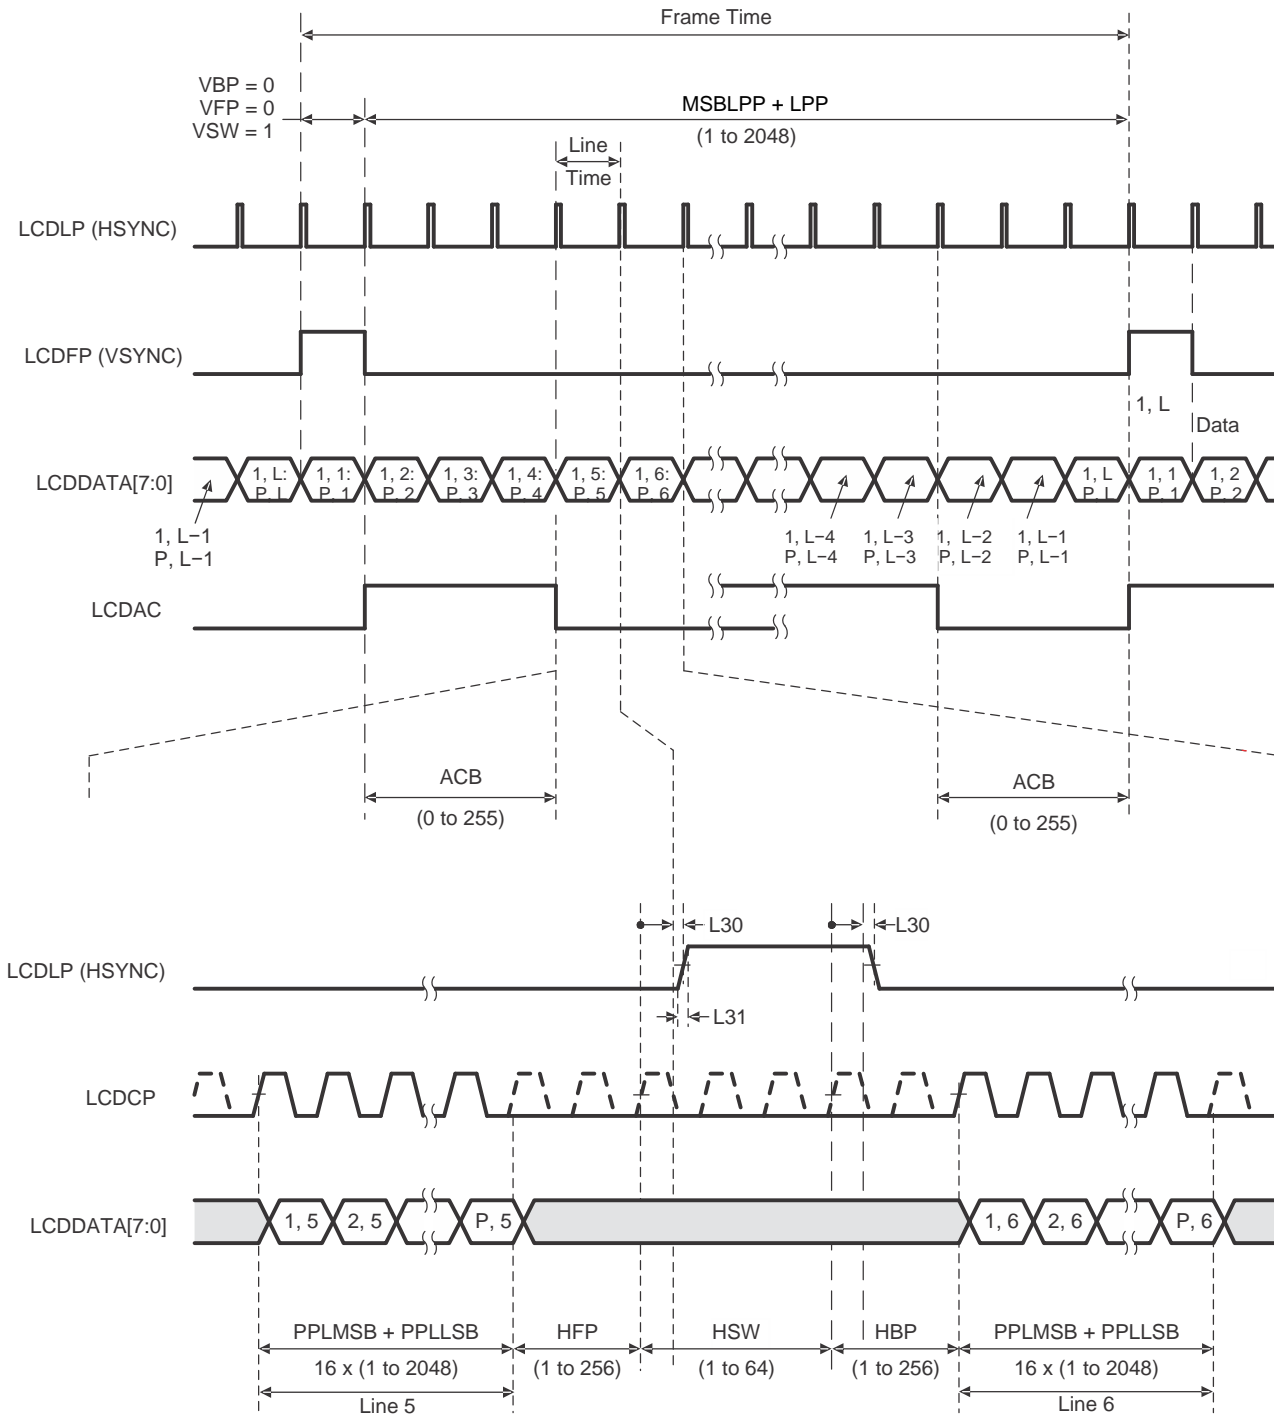 Frame Time
VBP = 0
VFP = 0
VSW = 1
MSBLPP + LPP
(1 to 2048)
Line
Time
LCDLP (HSYNC)
LCDFP (VSYNC)
1, L
Data
LCDDATA[7:0]
1, L:
P, L
1, 1:
P, 1
1, 2:
P, 2
1, 3:
P, 3
1, 4:
P, 4
1, 5:
P, 5
1, 6:
P, 6
1, L
P, L
1, 1
P, 1
1, 2
P, 2
1, L−1
P, L−1
1, L−4
P, L−4
1, L−3
P, L−3
1, L−2
P, L−2
1, L−1
P, L−1
LCDAC
ACB
(0 to 255)
ACB
(0 to 255)
L30
L30
LCDLP (HSYNC)
L31
LCDCP
LCDDATA[7:0]
1, 5
2, 5
P, 5
1, 6
2, 6
P, 6
PPLMSB + PPLLSB
16 x (1 to 2048)
Line 5
HFP
(1 to 256)
HSW
(1 to 64)
HBP
(1 to 256)
PPLMSB + PPLLSB
16 x (1 to 2048)
Line 6